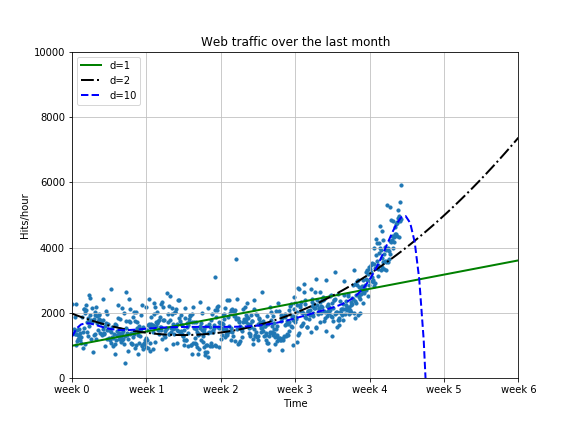 Web traffic over the last month
d=1
d=2
d=10
Hits/hour
10000
8000
6000
4000
2000
0
week 0 week 1 week 2 week 3 week 4 week 5 week 6
Time